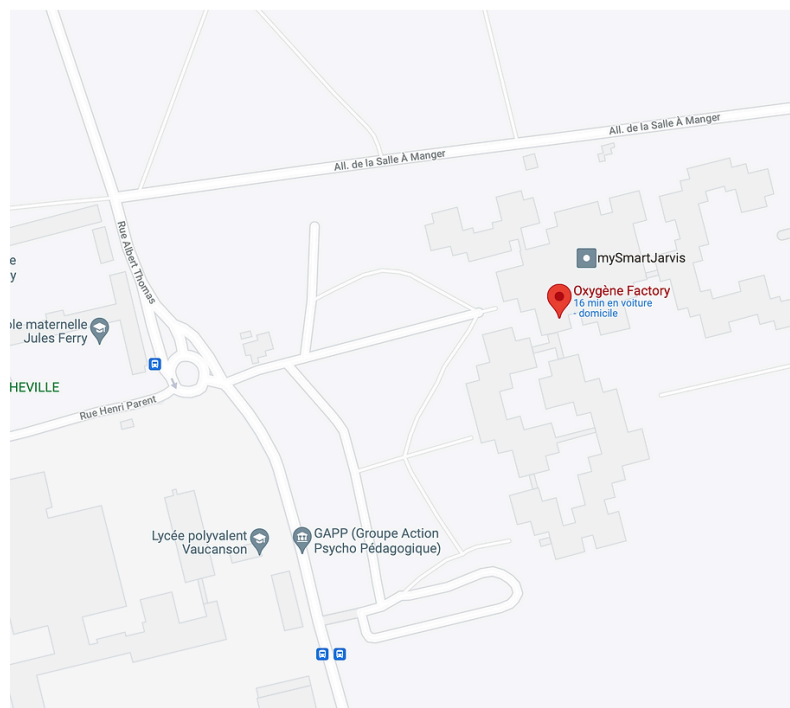 All. de la Salle À Manger
All. de la Salle À Manger
Rue Albert Thomas
mySmartJarvis
e
y
Oxygène Factory
16 min en voiture
- domicile
ole maternelle
Jules Ferry
HEVILLE
Rue Henri Parent
Lycée polyvalent
Vaucanson
GAPP (Groupe Action
Psycho Pédagogique)